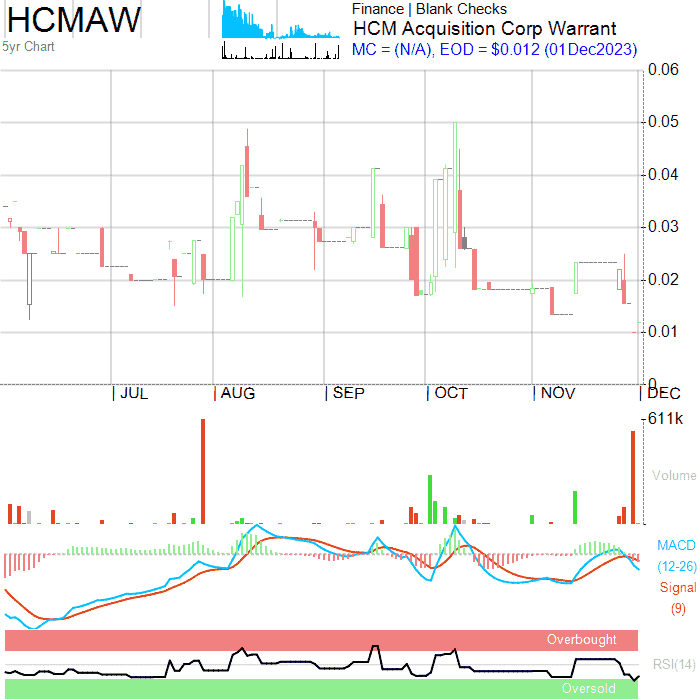 HCMAW
5yr Chart
Finance | Blank Checks
HCM Acquisition Corp Warrant
MC = (N/A), EOD = $0.012 (01Dec2023)
0.06
0.05
0.04
0.03
0.02
0.01
0
JUL AUG SEP OCT NOV DEC
611k
Volume
MACD
(12-26)
Signal
(9)
Overbought
RSI(14)
Oversold